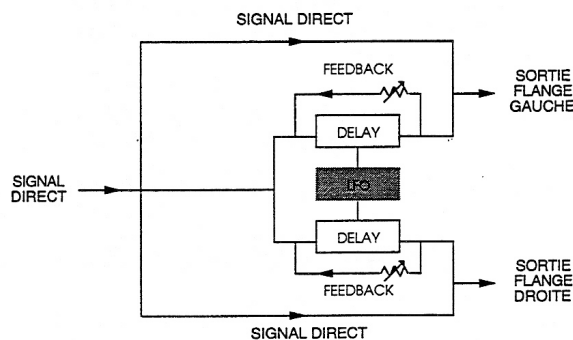 SIGNAL DIRECT
FEEDBACK
SORTIE
FLANGE
GAUCHE
DELAY
SIGNAL
DIRECT
LFO
DELAY
FEEDBACK
SORTIE
FLANGE
DROITE
SIGNAL DIRECT